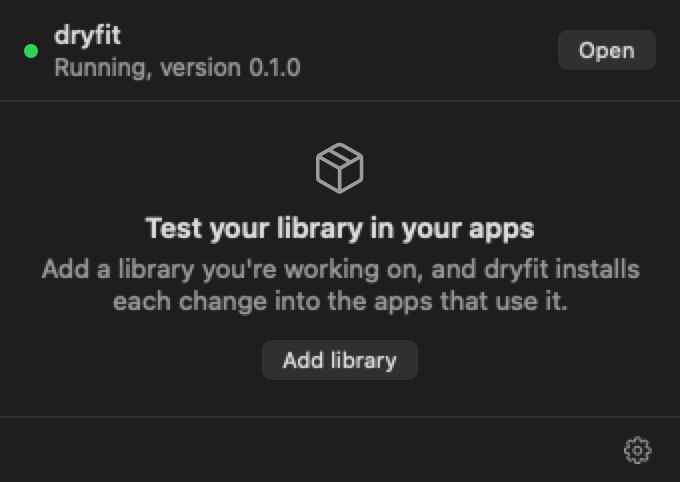 dryfit
Running, version 0.1.0
Open
Test your library in your apps
Add a library you're working on, and dryfit installs
each change into the apps that use it.
Add library